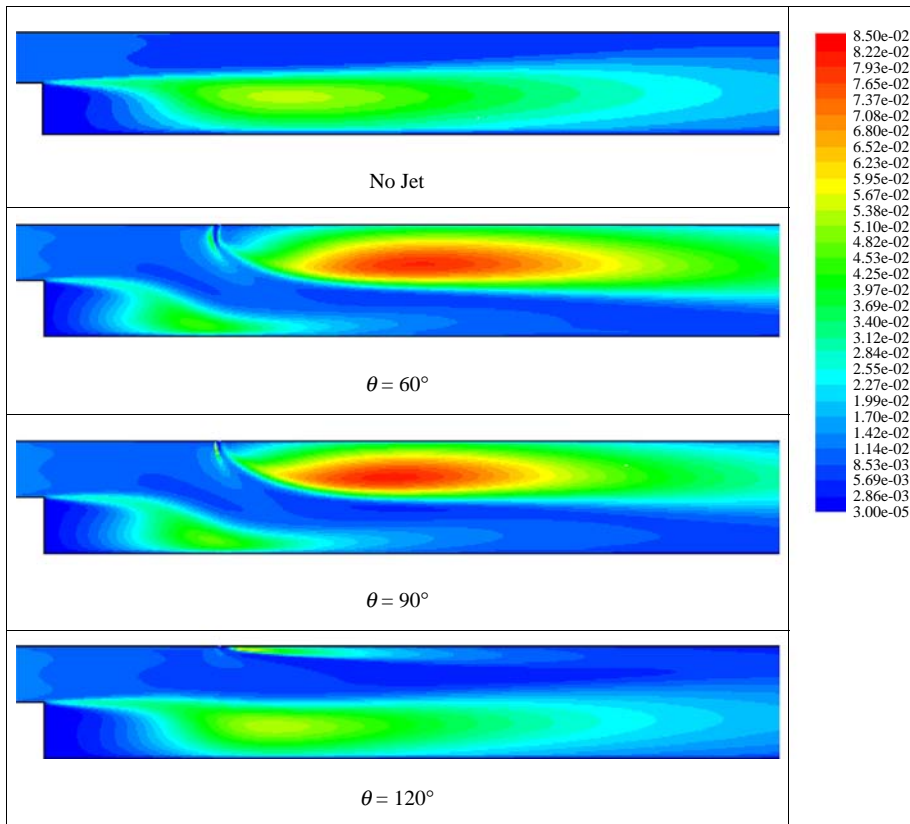 No Jet
θ = 60°
θ = 90°
θ = 120°
8.50e-02
8.22e-02
7.93e-02
7.65e-02
7.37e-02
7.08e-02
6.80e-02
6.52e-02
6.23e-02
5.95e-02
5.67e-02
5.38e-02
5.10e-02
4.82e-02
4.53e-02
4.25e-02
3.97e-02
3.69e-02
3.40e-02
3.12e-02
2.84e-02
2.55e-02
2.27e-02
1.99e-02
1.70e-02
1.42e-02
1.14e-02
8.53e-03
5.69e-03
2.86e-03
3.00e-05